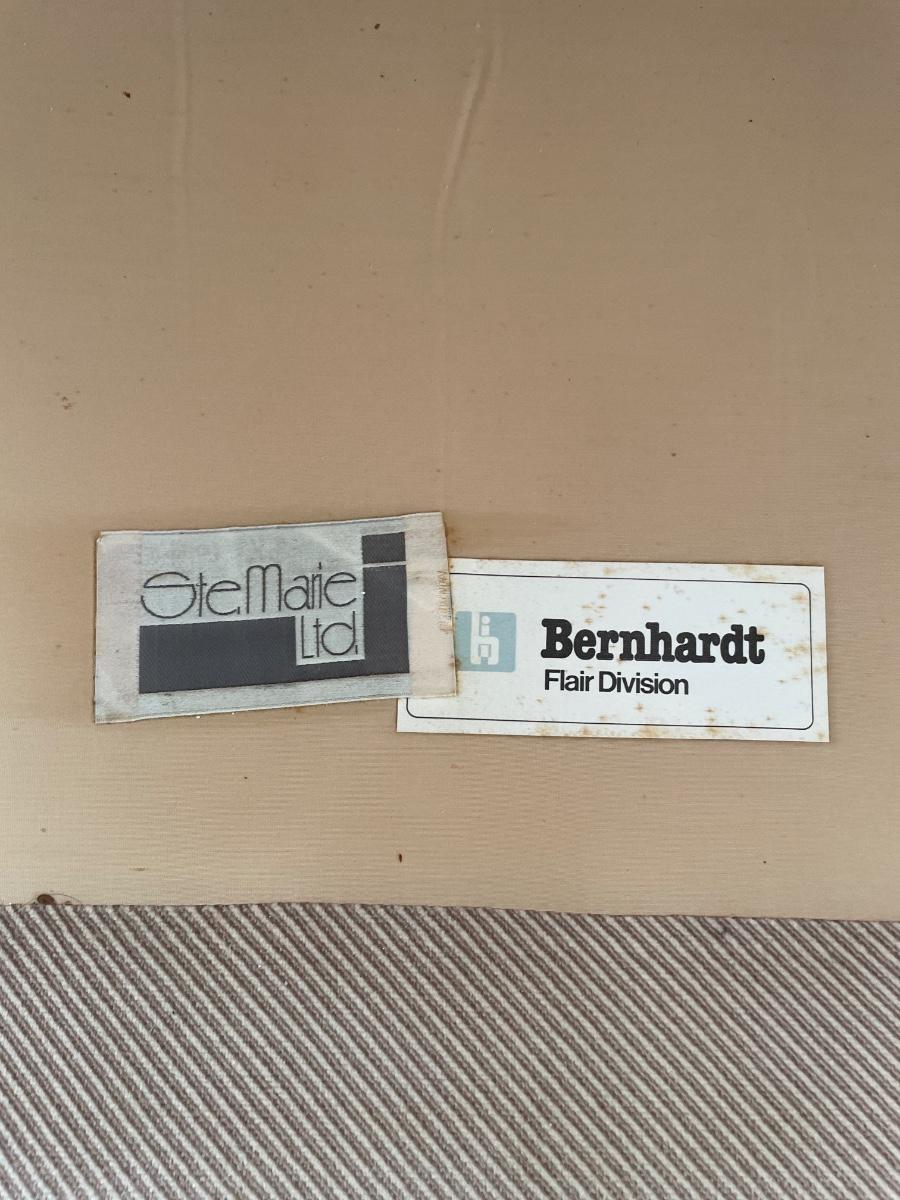 Ste.Marie
Ltd.
Bernhardt
Flair Division